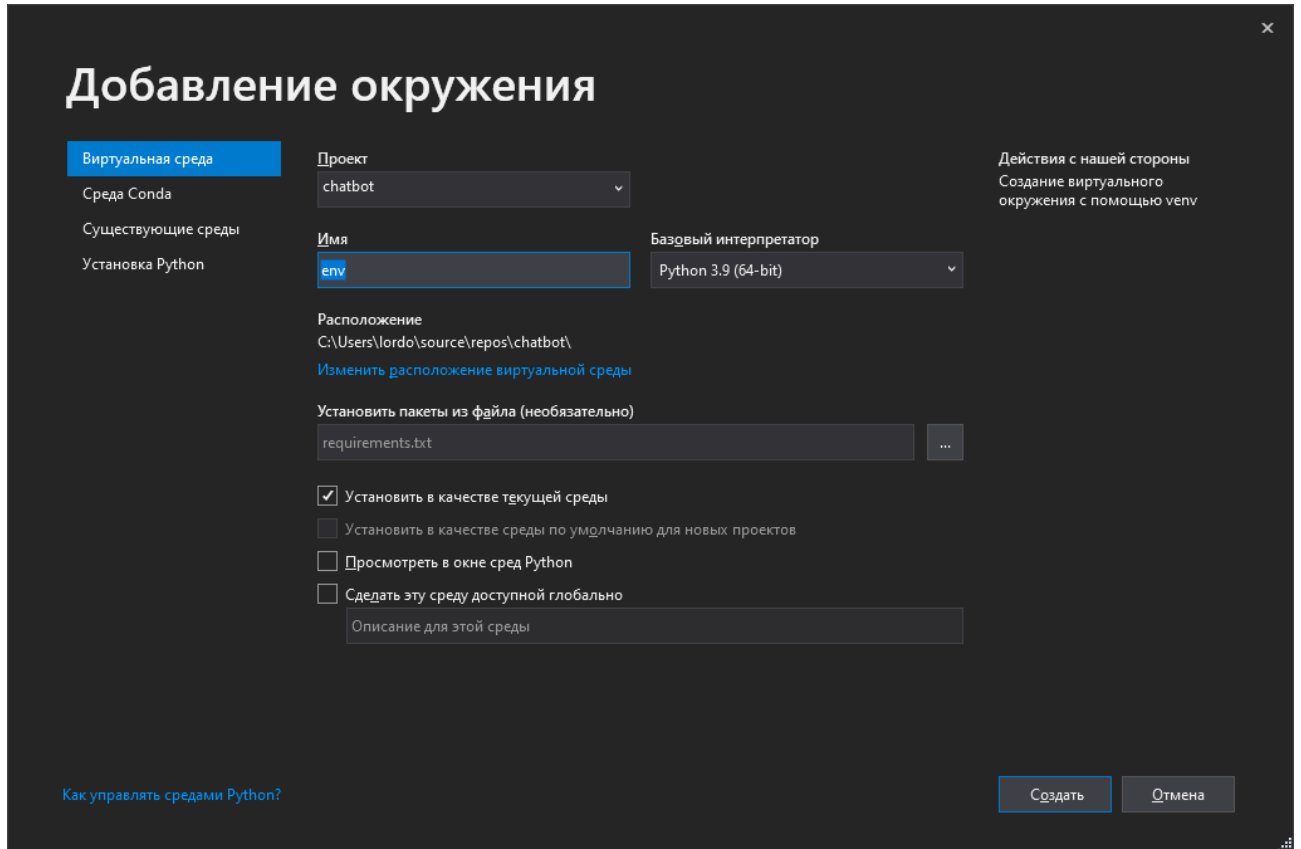 Добавление окружения
Виртуальная среда
Среда Conda
Существующие среды
Установка Python
Проект
chatbot
Имя
env
Базовый интерпретатор
Python 3.9 (64-bit)
Расположение
C:\Users\lordo\source\repos\chatbot\
Изменить расположение виртуальной среды
Установить пакеты из файла (необязательно)
requirements.txt
...
Установить в качестве текущей среды
Установить в качестве среды по умолчанию для новых проектов
Просмотреть в окне сред Python
Сделать эту среду доступной глобально
Описание для этой среды
Действия с нашей стороны
Создание виртуального
окружения с помощью venv
Как управлять средами Python?
Создать
Отмена